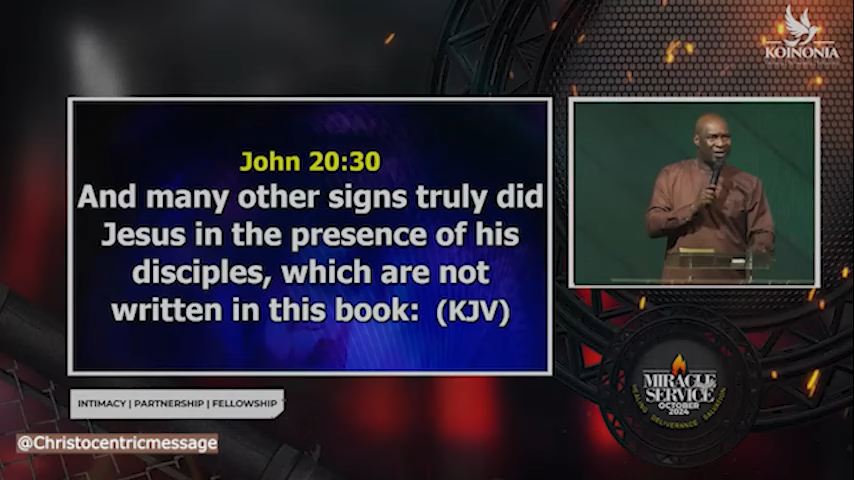 KOINONIA
John 20:30
And many other signs truly did
Jesus in the presence of his
disciples, which are not
written in this book: (KJV)
INTIMACY | PARTNERSHIP | FELLOWSHIP
@Christocentricmessage
MIRACLE
SERVICE
OCTOBER
2024
HEALING DELIVERANCE SALVATION